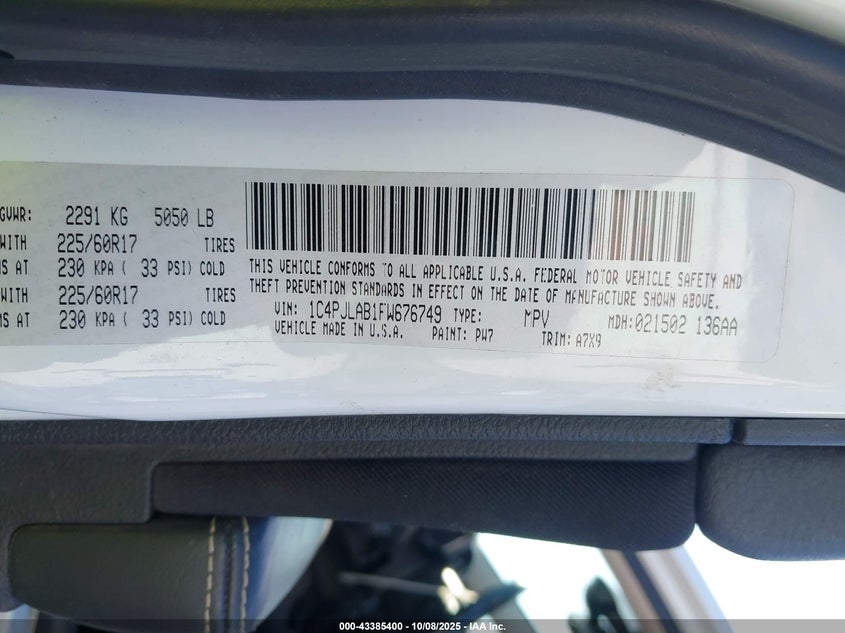 GVWR: 2291 KG 5050 LB
WITH 225/60R17 TIRES
MS AT 230 KPA ( 33 PSI) COLD
225/60R17 TIRES
MS AT 230 KPA ( 33 PSI) COLD
THIS VEHICLE CONFORMS TO ALL APPLICABLE U.S.A. FEDERAL MOTOR VEHICLE SAFETY AND
THEFT PREVENTION STANDARDS IN EFFECT ON THE DATE OF MANUFACTURE SHOWN ABOVE.
VIN: 1C4PJLAB1FW676749 TYPE: MPV MDH:021502 136AA
VEHICLE MADE IN U.S.A. PAINT: PW7 TRIM: A7X9
000-43385400 - 10/08/2025 - IAA Inc.